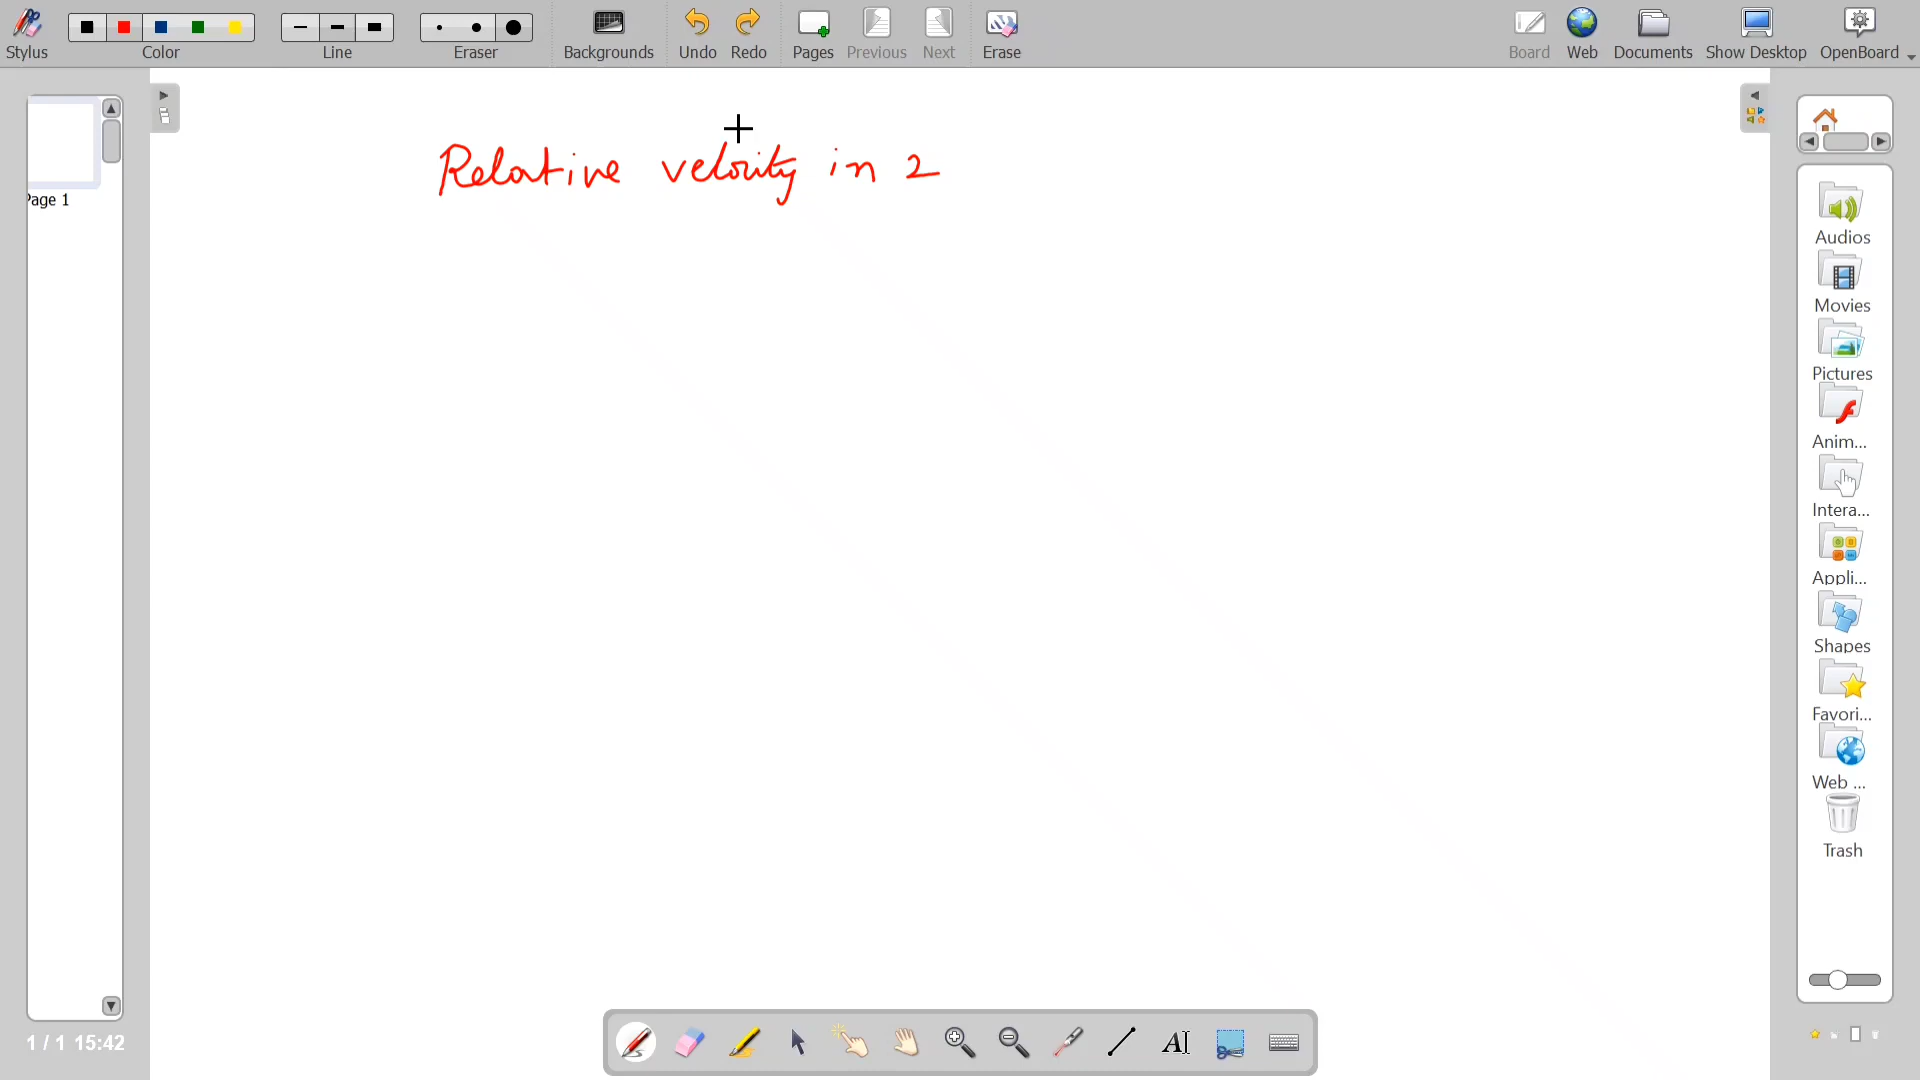 Stylus Color Line Eraser Backgrounds Undo Redo Pages Previous Next Erase Board Web Documents Show Desktop OpenBoard
Relative velocity in 2
Page 1
Audios
Movies
Pictures
Anim...
Intera...
Appli...
Shapes
Favori...
Web ...
Trash
1 / 1 15:42
AI